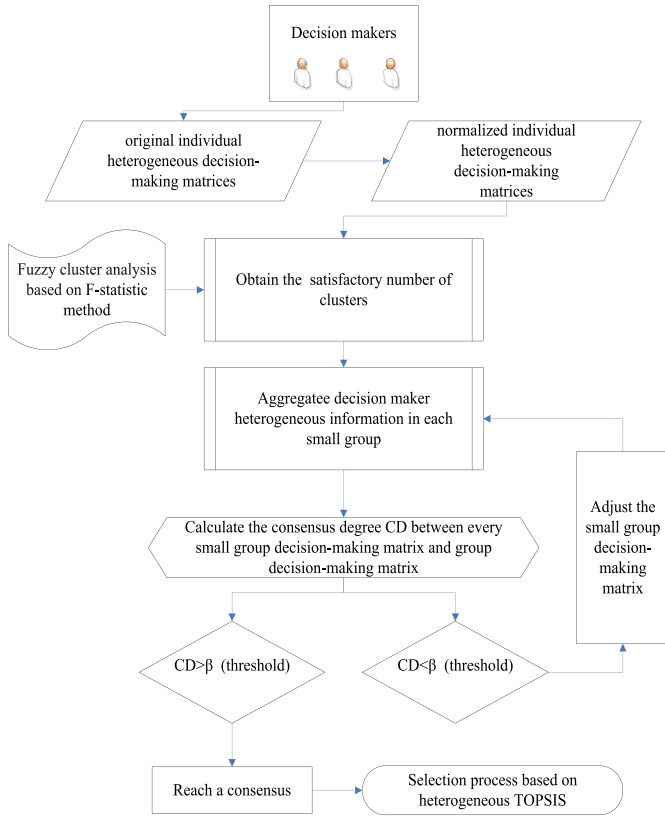 Decision makers
original individual
heterogeneous decision-
making matrices
normalized individual
heterogeneous
decision-making
matrices
Fuzzy cluster analysis
based on F-statistic
method
Obtain the satisfactory number of
clusters
Aggregatee decision maker
heterogeneous information in each
small group
Adjust the
small group
decision-
making
matrix
Calculate the consensus degree CD between every
small group decision-making matrix and group
decision-making matrix
CD>β (threshold)
CD<β (threshold)
Reach a consensus
Selection process based on
heterogeneous TOPSIS